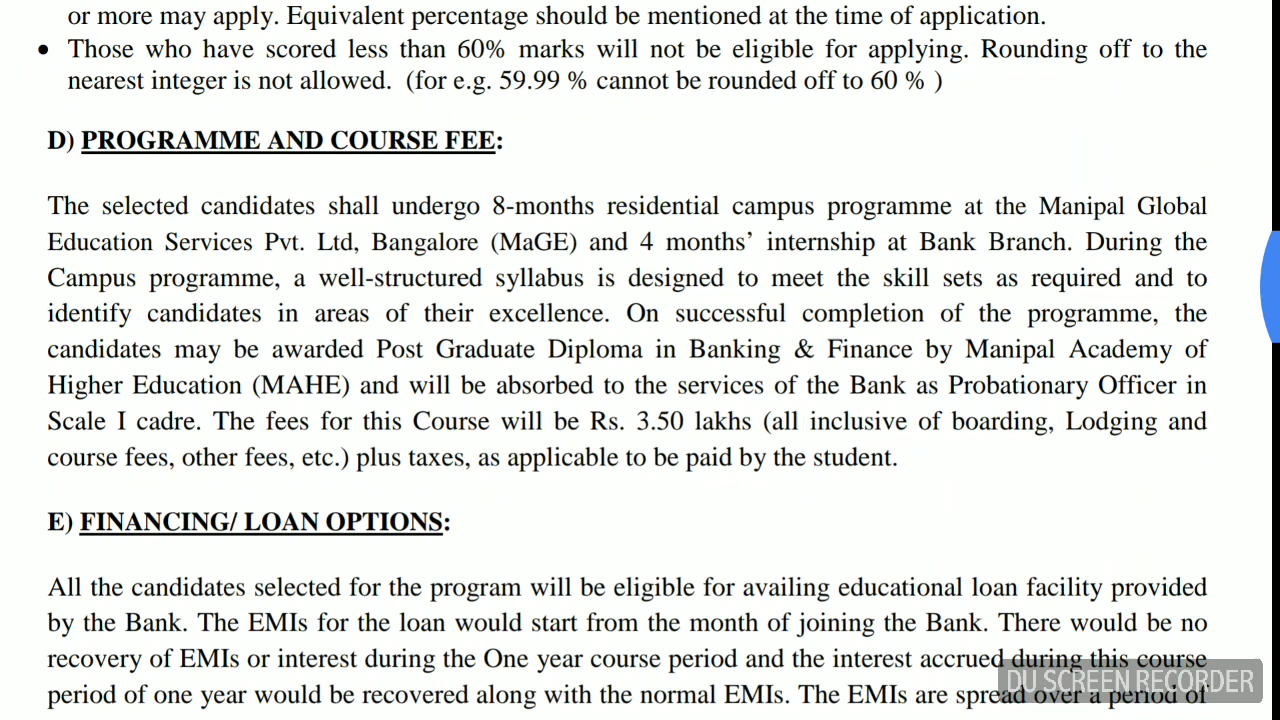 or more may apply. Equivalent percentage should be mentioned at the time of application.
• Those who have scored less than 60% marks will not be eligible for applying. Rounding off to the
nearest integer is not allowed. (for e.g. 59.99 % cannot be rounded off to 60 % )
D) PROGRAMME AND COURSE FEE:
The selected candidates shall undergo 8-months residential campus programme at the Manipal Global
Education Services Pvt. Ltd, Bangalore (MaGE) and 4 months’ internship at Bank Branch. During the
Campus programme, a well-structured syllabus is designed to meet the skill sets as required and to
identify candidates in areas of their excellence. On successful completion of the programme, the
candidates may be awarded Post Graduate Diploma in Banking & Finance by Manipal Academy of
Higher Education (MAHE) and will be absorbed to the services of the Bank as Probationary Officer in
Scale I cadre. The fees for this Course will be Rs. 3.50 lakhs (all inclusive of boarding, Lodging and
course fees, other fees, etc.) plus taxes, as applicable to be paid by the student.
E) FINANCING/ LOAN OPTIONS:
All the candidates selected for the program will be eligible for availing educational loan facility provided
by the Bank. The EMIs for the loan would start from the month of joining the Bank. There would be no
recovery of EMIs or interest during the One year course period and the interest accrued during this course
period of one year would be recovered along with the normal EMIs. The EMIs are spread over a period of
DU SCREEN RECORDER